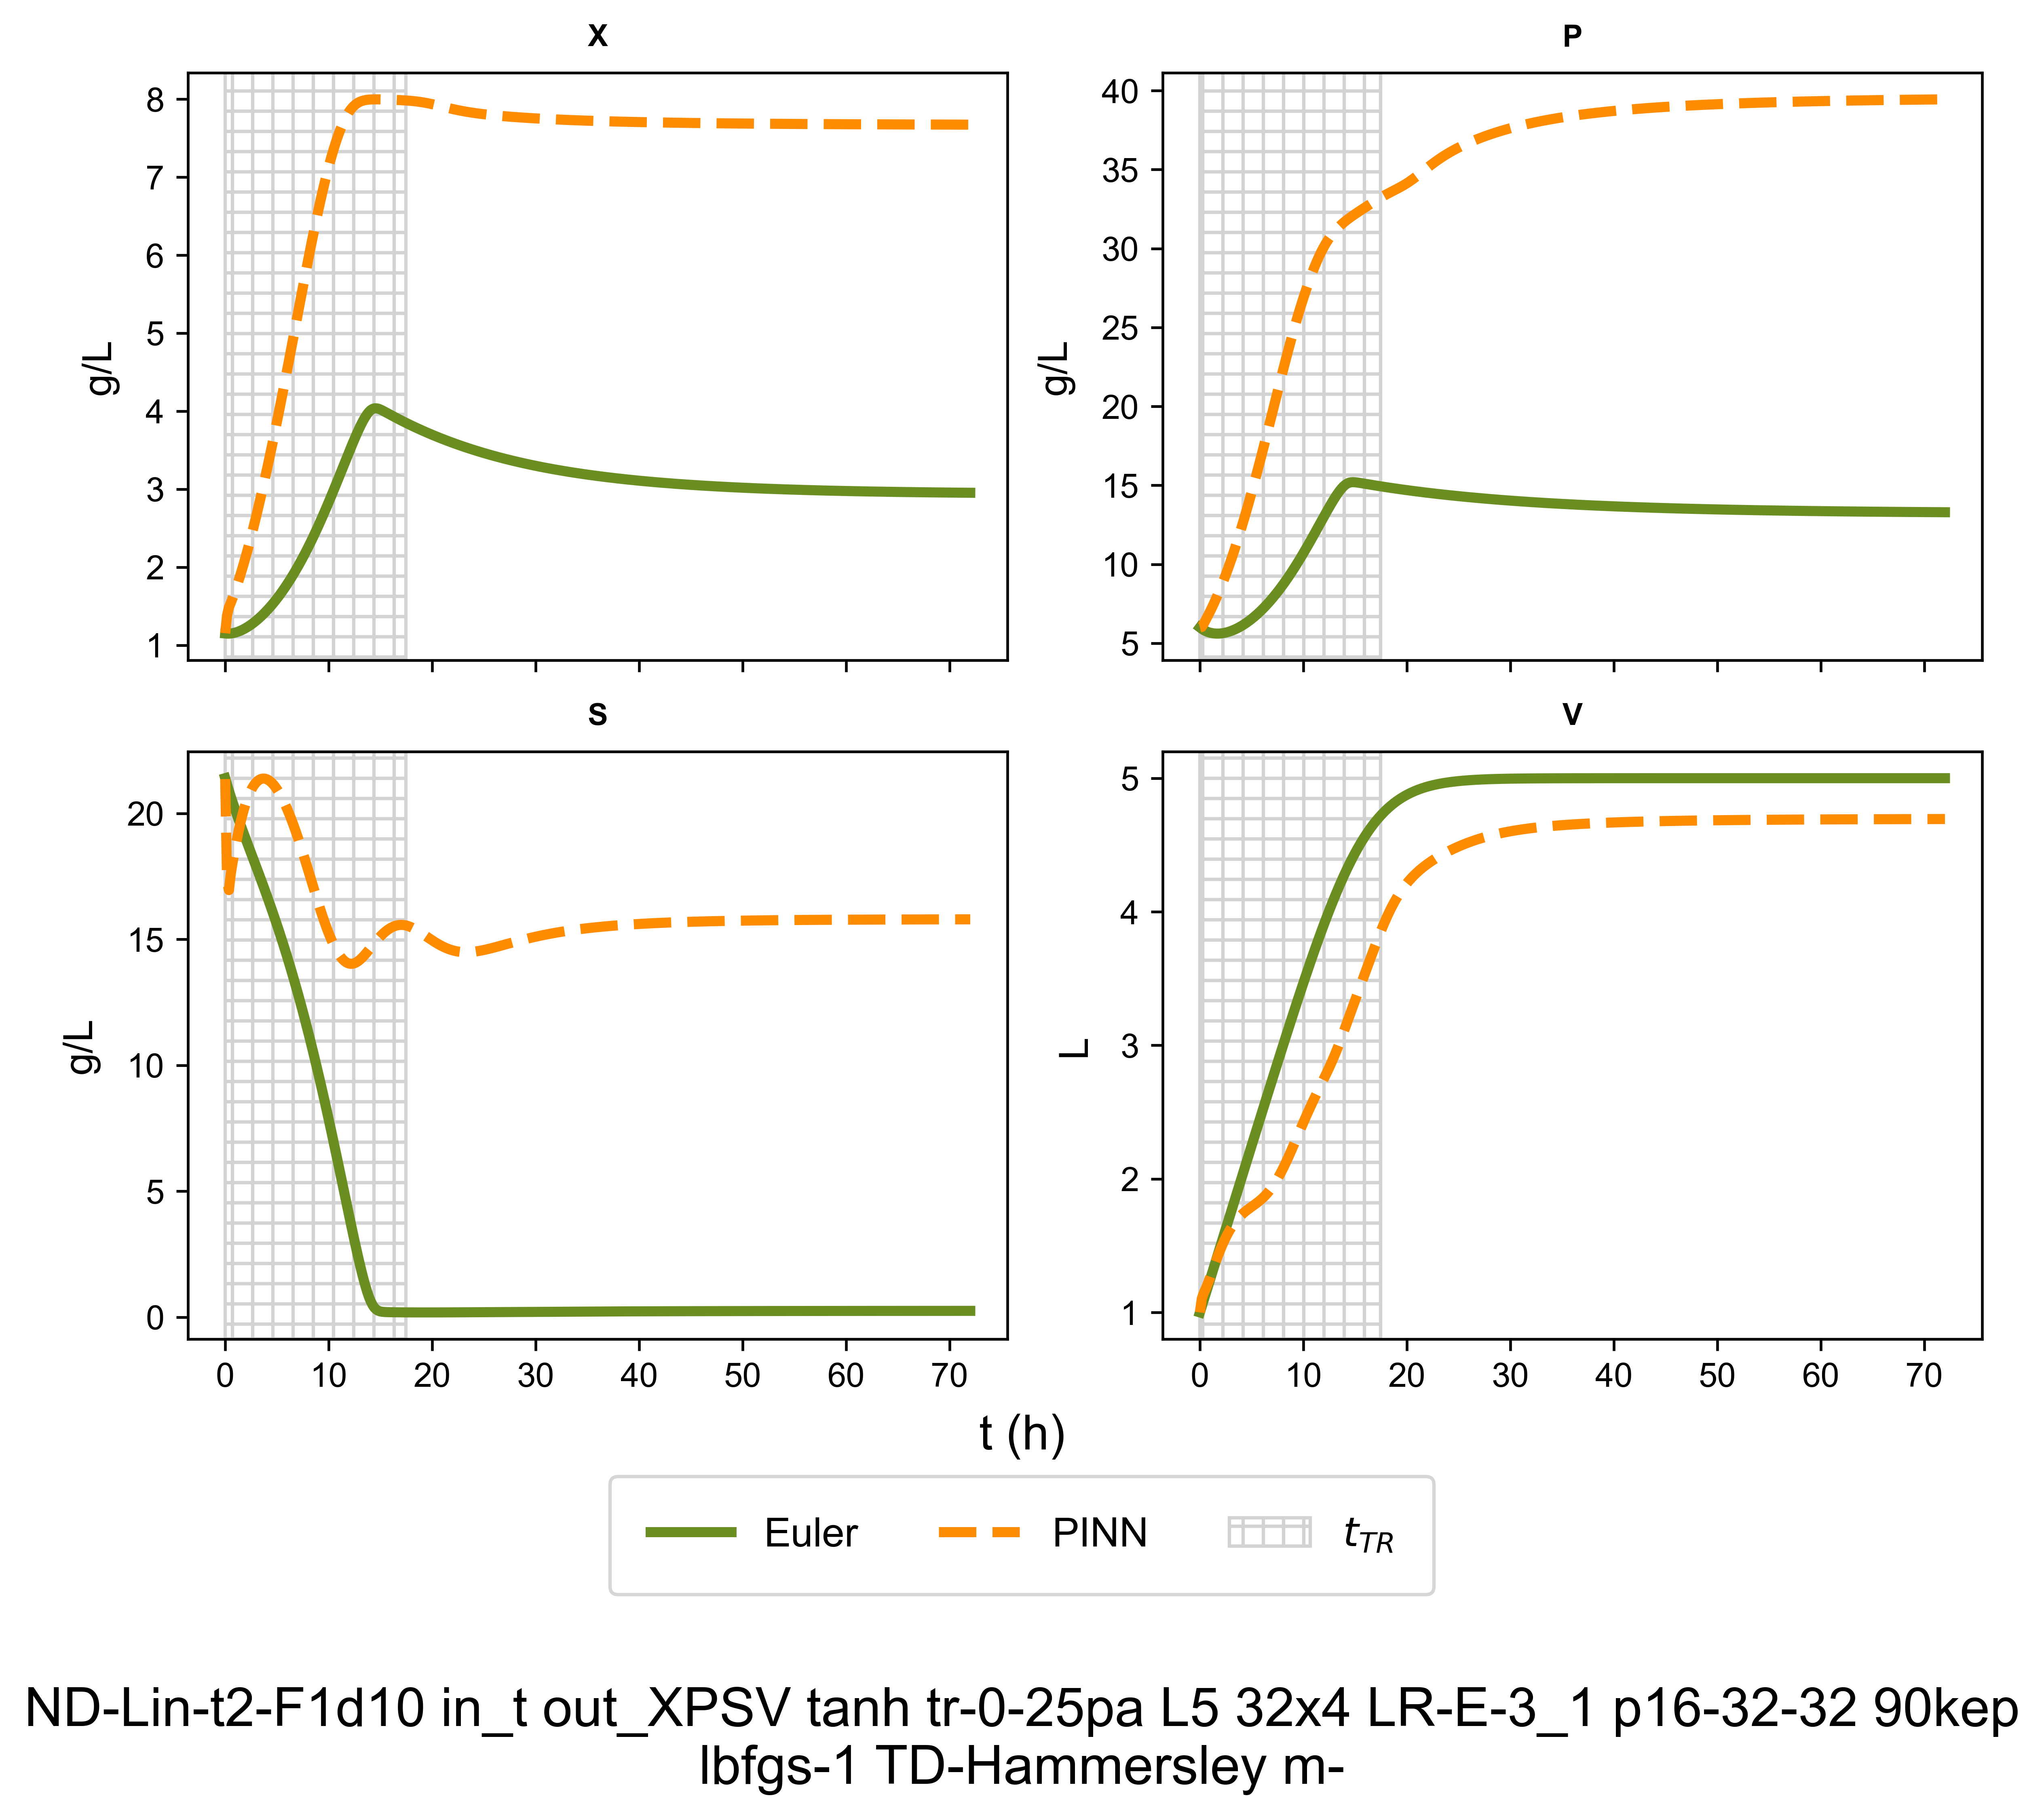 X
P
8
7
6
5
4
3
2
1
g/L
40
35
30
25
20
15
10
5
g/L
S
V
20
15
10
5
0
g/L
5
4
3
2
1
L
0 10 20 30 40 50 60 70
0 10 20 30 40 50 60 70
t (h)
Euler PINN t_TR
ND-Lin-t2-F1d10 in_t out_XPSV tanh tr-0-25pa L5 32x4 LR-E-3_1 p16-32-32 90kep
lbfgs-1 TD-Hammersley m-